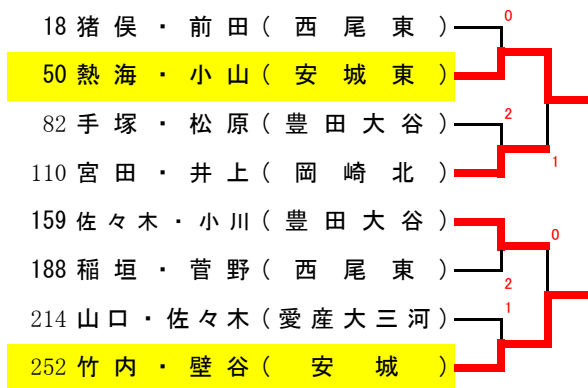 18 猪俣・前田(西尾東) 0
50 熱海・小山(安城東)
82 手塚・松原(豊田大谷) 2
110 宮田・井上(岡崎北) 1
159 佐々木・小川(豊田大谷) 0
188 稲垣・菅野(西尾東) 2
214 山口・佐々木(愛産大三河) 1
252 竹内・壁谷(安城)